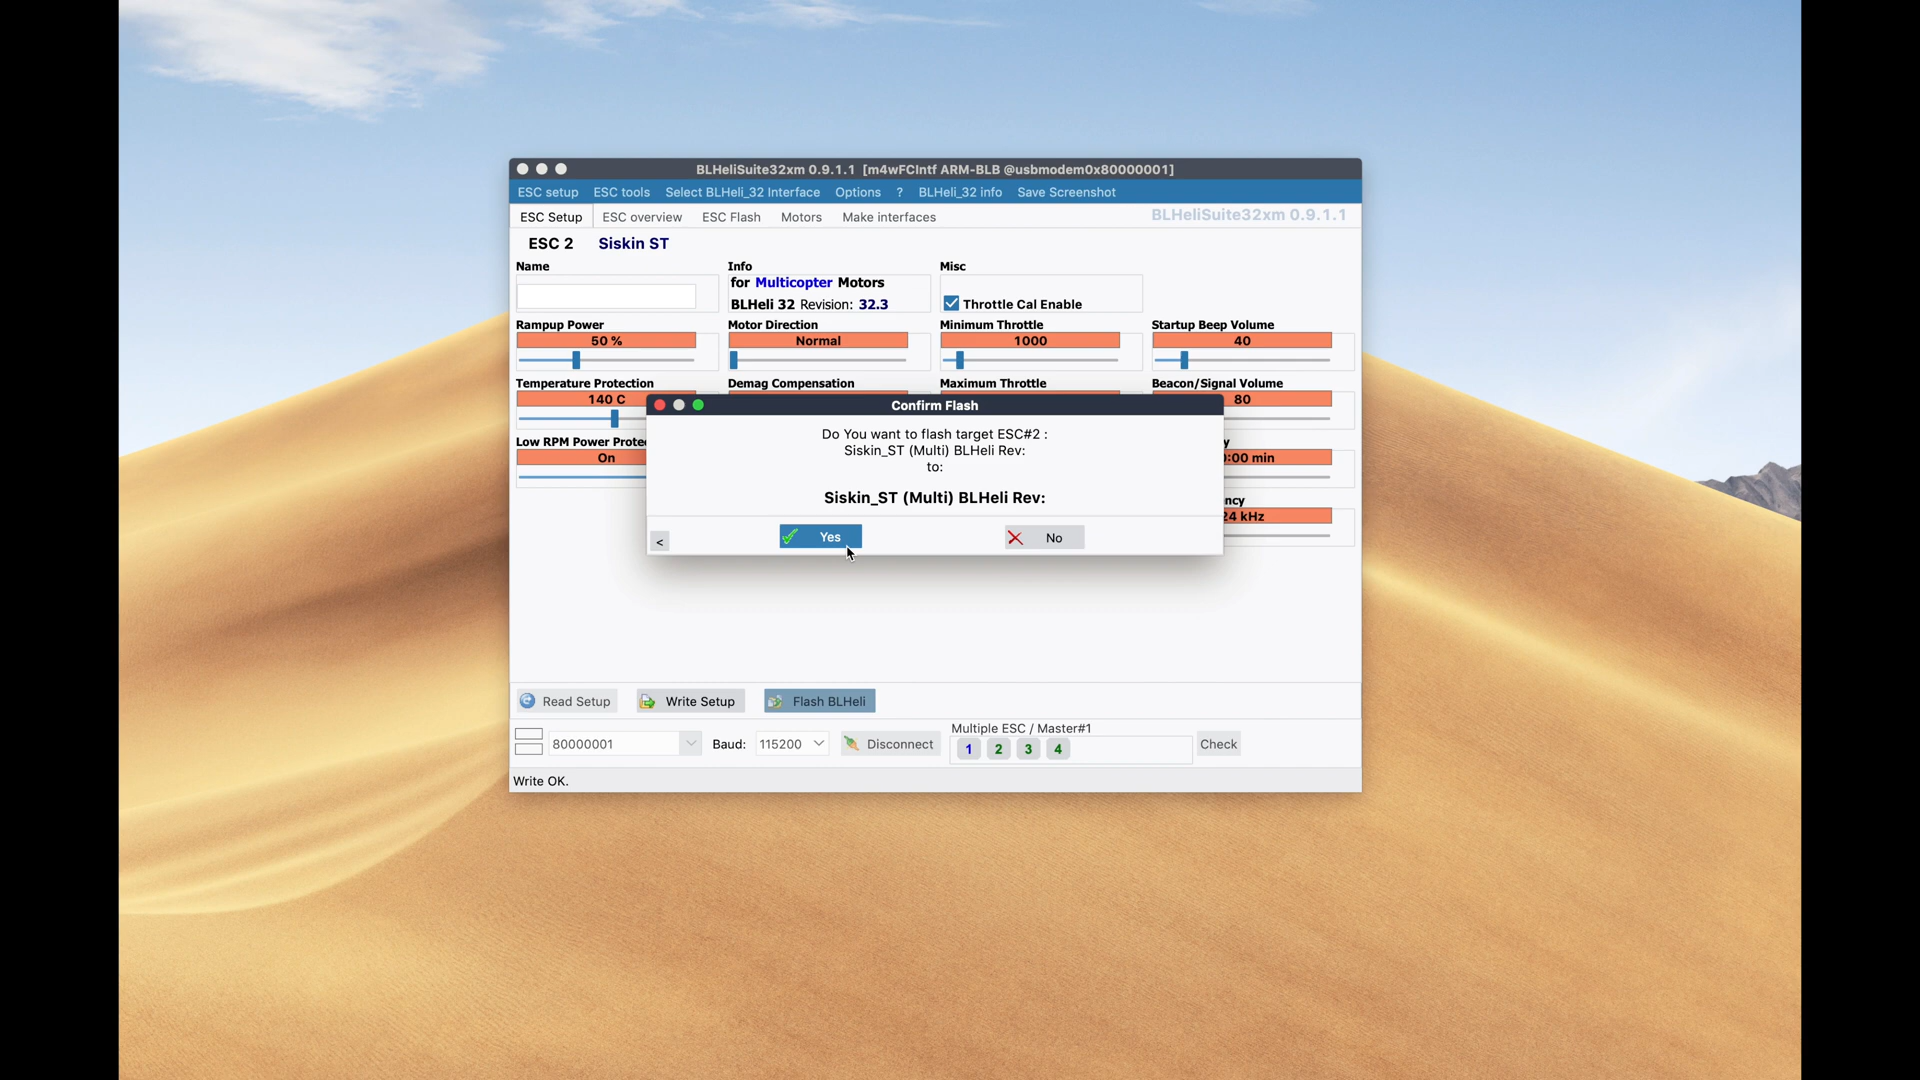 BLHeliSuite32xm 0.9.1.1 [m4wFCIntf ARM-BLB @usbmodem0x80000001]
ESC setup ESC tools Select BLHeli_32 Interface Options ? BLHeli_32 info Save Screenshot
ESC Setup ESC overview ESC Flash Motors Make interfaces BLHeliSuite32xm 0.9.1.1
ESC 2 Siskin ST
Name Info Misc
for Multicopter Motors
BLHeli 32 Revision: 32.3 Throttle Cal Enable
Rampup Power Motor Direction Minimum Throttle Startup Beep Volume
50 % Normal 1000 40
Temperature Protection Demag Compensation Maximum Throttle Beacon/Signal Volume
140 C 80
Confirm Flash
Do You want to flash target ESC#2 :
Siskin_ST (Multi) BLHeli Rev:
to:
Siskin_ST (Multi) BLHeli Rev:
< Yes No
Low RPM Power Prote y
On :00 min
ncy
24 kHz
Read Setup Write Setup Flash BLHeli
Multiple ESC / Master#1
80000001 Baud: 115200 Disconnect 1 2 3 4 Check
Write OK.